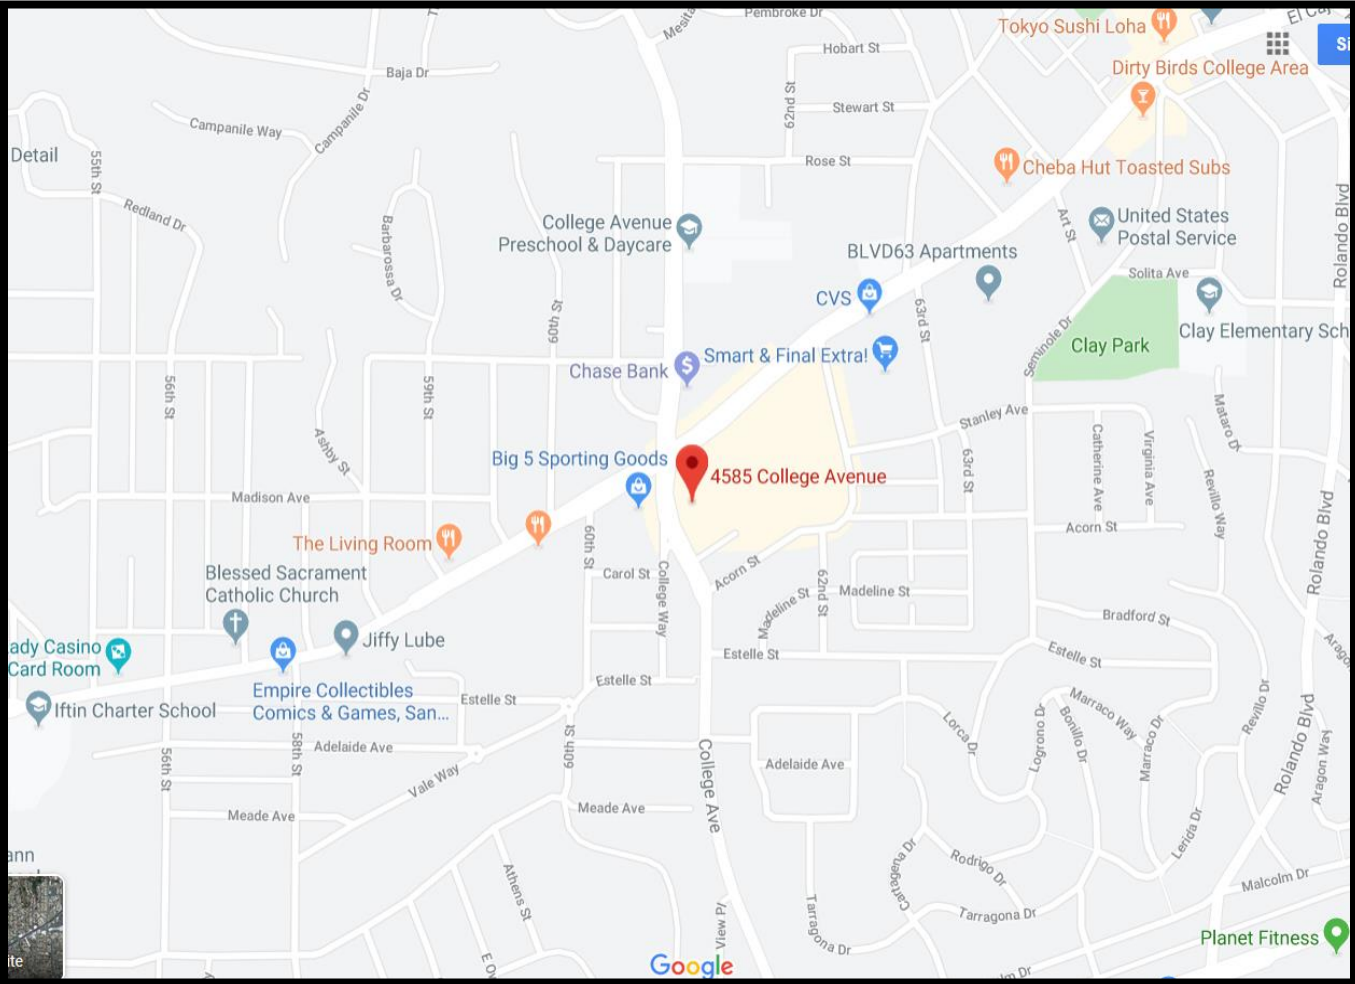 Pembroke Dr
Mesita
Tokyo Sushi Loha
El Caj
Si
Hobart St
Dirty Birds College Area
Baja Dr
62nd St
Stewart St
Campanile Way
Campanile Dr
Detail
55th St
Rose St
Cheba Hut Toasted Subs
Redland Dr
Barbarossa Dr
College Avenue
Preschool & Daycare
BLVD63 Apartments
Art St
United States
Postal Service
Rolando Blvd
Solita Ave
CVS
60th St
63rd St
Seminole Dr
Clay Park
Clay Elementary Sch
Chase Bank
Smart & Final Extra!
56th St
59th St
Stanley Ave
Mataro D
Ashby St
Big 5 Sporting Goods
4585 College Avenue
63rd St
Catherine Ave
Virginia Ave
Revillo Way
Madison Ave
The Living Room
60th St
Acorn St
Rolando Blvd
Blessed Sacrament
Catholic Church
Carol St
College Way
Acorn St
62nd St
Madeline St
Madeline St
Bradford St
Jiffy Lube
ady Casino
Card Room
Estelle St
Estelle St
Arago
Iftin Charter School
Empire Collectibles
Comics & Games, San...
Estelle St
Estelle St
Marraco Way
Lorca Dr
Logrono Dr
Bonillo Dr
Marraco Dr
Revillo Dr
Rolando Blvd
56th St
58th St
Adelaide Ave
60th St
College Ave
Adelaide Ave
Aragon Way
Vale Way
Meade Ave
Meade Ave
Lerida Dr
ann
Athens St
Cartagena Dr
Rodrigo Dr
Malcolm Dr
View Pl
Tarragona Dr
Tarragona Dr
Planet Fitness
E Ov
ite
Google
lm Dr